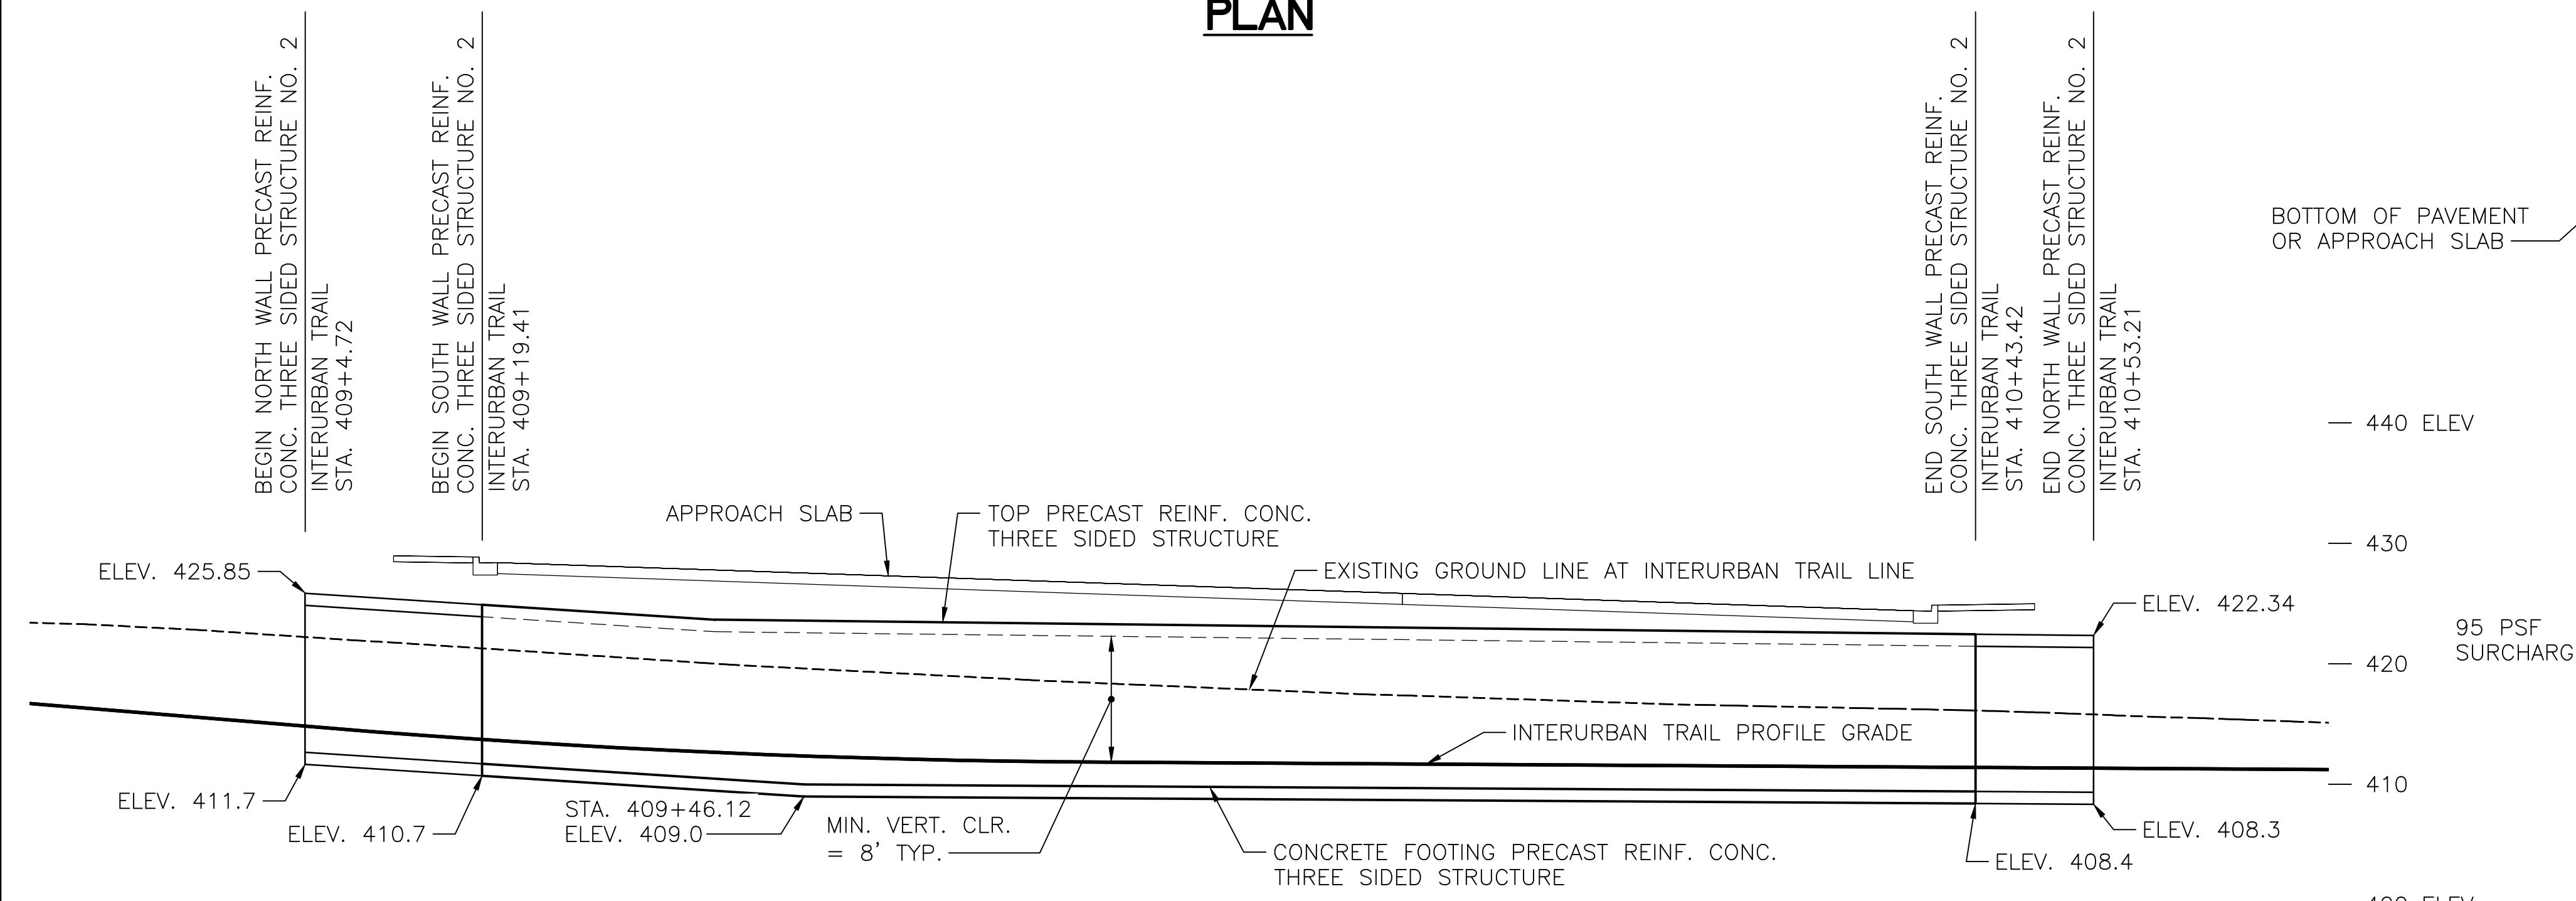 PLAN
BEGIN NORTH WALL PRECAST REINF.
CONC. THREE SIDED STRUCTURE NO. 2
INTERURBAN TRAIL
STA. 409+4.72
BEGIN SOUTH WALL PRECAST REINF.
CONC. THREE SIDED STRUCTURE NO. 2
INTERURBAN TRAIL
STA. 409+19.41
END SOUTH WALL PRECAST REINF.
CONC. THREE SIDED STRUCTURE NO. 2
INTERURBAN TRAIL
STA. 410+43.42
END NORTH WALL PRECAST REINF.
CONC. THREE SIDED STRUCTURE NO. 2
INTERURBAN TRAIL
STA. 410+53.21
BOTTOM OF PAVEMENT
OR APPROACH SLAB
440 ELEV
430
420
410
95 PSF
SURCHARG
APPROACH SLAB
TOP PRECAST REINF. CONC.
THREE SIDED STRUCTURE
EXISTING GROUND LINE AT INTERURBAN TRAIL LINE
ELEV. 425.85
ELEV. 422.34
INTERURBAN TRAIL PROFILE GRADE
ELEV. 411.7
ELEV. 410.7
STA. 409+46.12
ELEV. 409.0
MIN. VERT. CLR.
= 8' TYP.
CONCRETE FOOTING PRECAST REINF. CONC.
THREE SIDED STRUCTURE
ELEV. 408.4
ELEV. 408.3